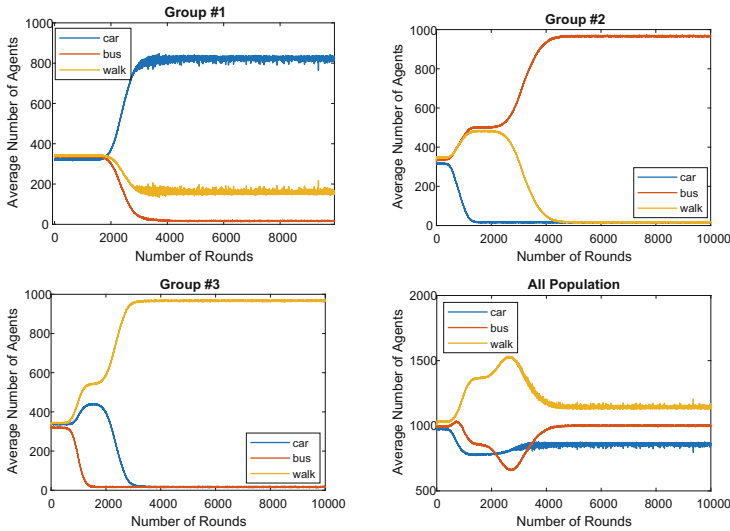 Group #1
1000
800
600
400
200
0
car
bus
walk
0
2000
4000
6000
8000
Number of Rounds
Average Number of Agents
Group #2
1000
800
600
400
200
0
car
bus
walk
0
2000
4000
6000
8000
10000
Number of Rounds
Average Number of Agents
Group #3
1000
800
600
400
200
0
car
bus
walk
0
2000
4000
6000
8000
10000
Number of Rounds
Average Number of Agents
All Population
2000
1500
1000
500
car
bus
walk
0
2000
4000
6000
8000
10000
Number of Rounds
Average Number of Agents